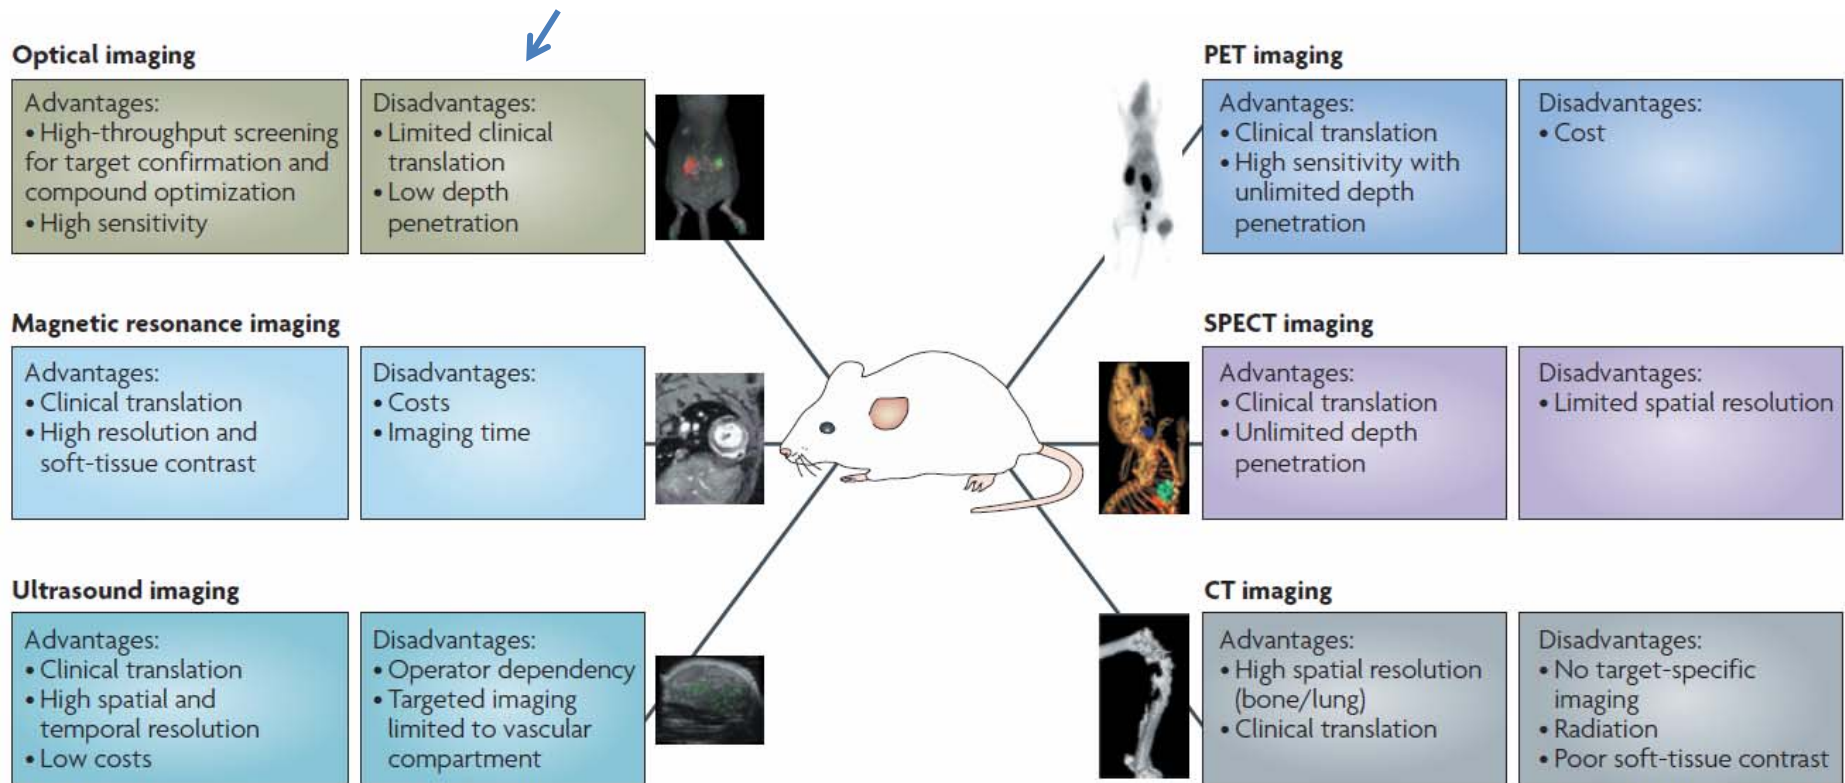 Optical imaging
Advantages:
• High-throughput screening
for target confirmation and
compound optimization
• High sensitivity
Disadvantages:
• Limited clinical
translation
• Low depth
penetration
PET imaging
Advantages:
• Clinical translation
• High sensitivity with
unlimited depth
penetration
Disadvantages:
• Cost
Magnetic resonance imaging
Advantages:
• Clinical translation
• High resolution and
soft-tissue contrast
Disadvantages:
• Costs
• Imaging time
SPECT imaging
Advantages:
• Clinical translation
• Unlimited depth
penetration
Disadvantages:
• Limited spatial resolution
Ultrasound imaging
Advantages:
• Clinical translation
• High spatial and
temporal resolution
• Low costs
Disadvantages:
• Operator dependency
• Targeted imaging
limited to vascular
compartment
CT imaging
Advantages:
• High spatial resolution
(bone/lung)
• Clinical translation
Disadvantages:
• No target-specific
imaging
• Radiation
• Poor soft-tissue contrast